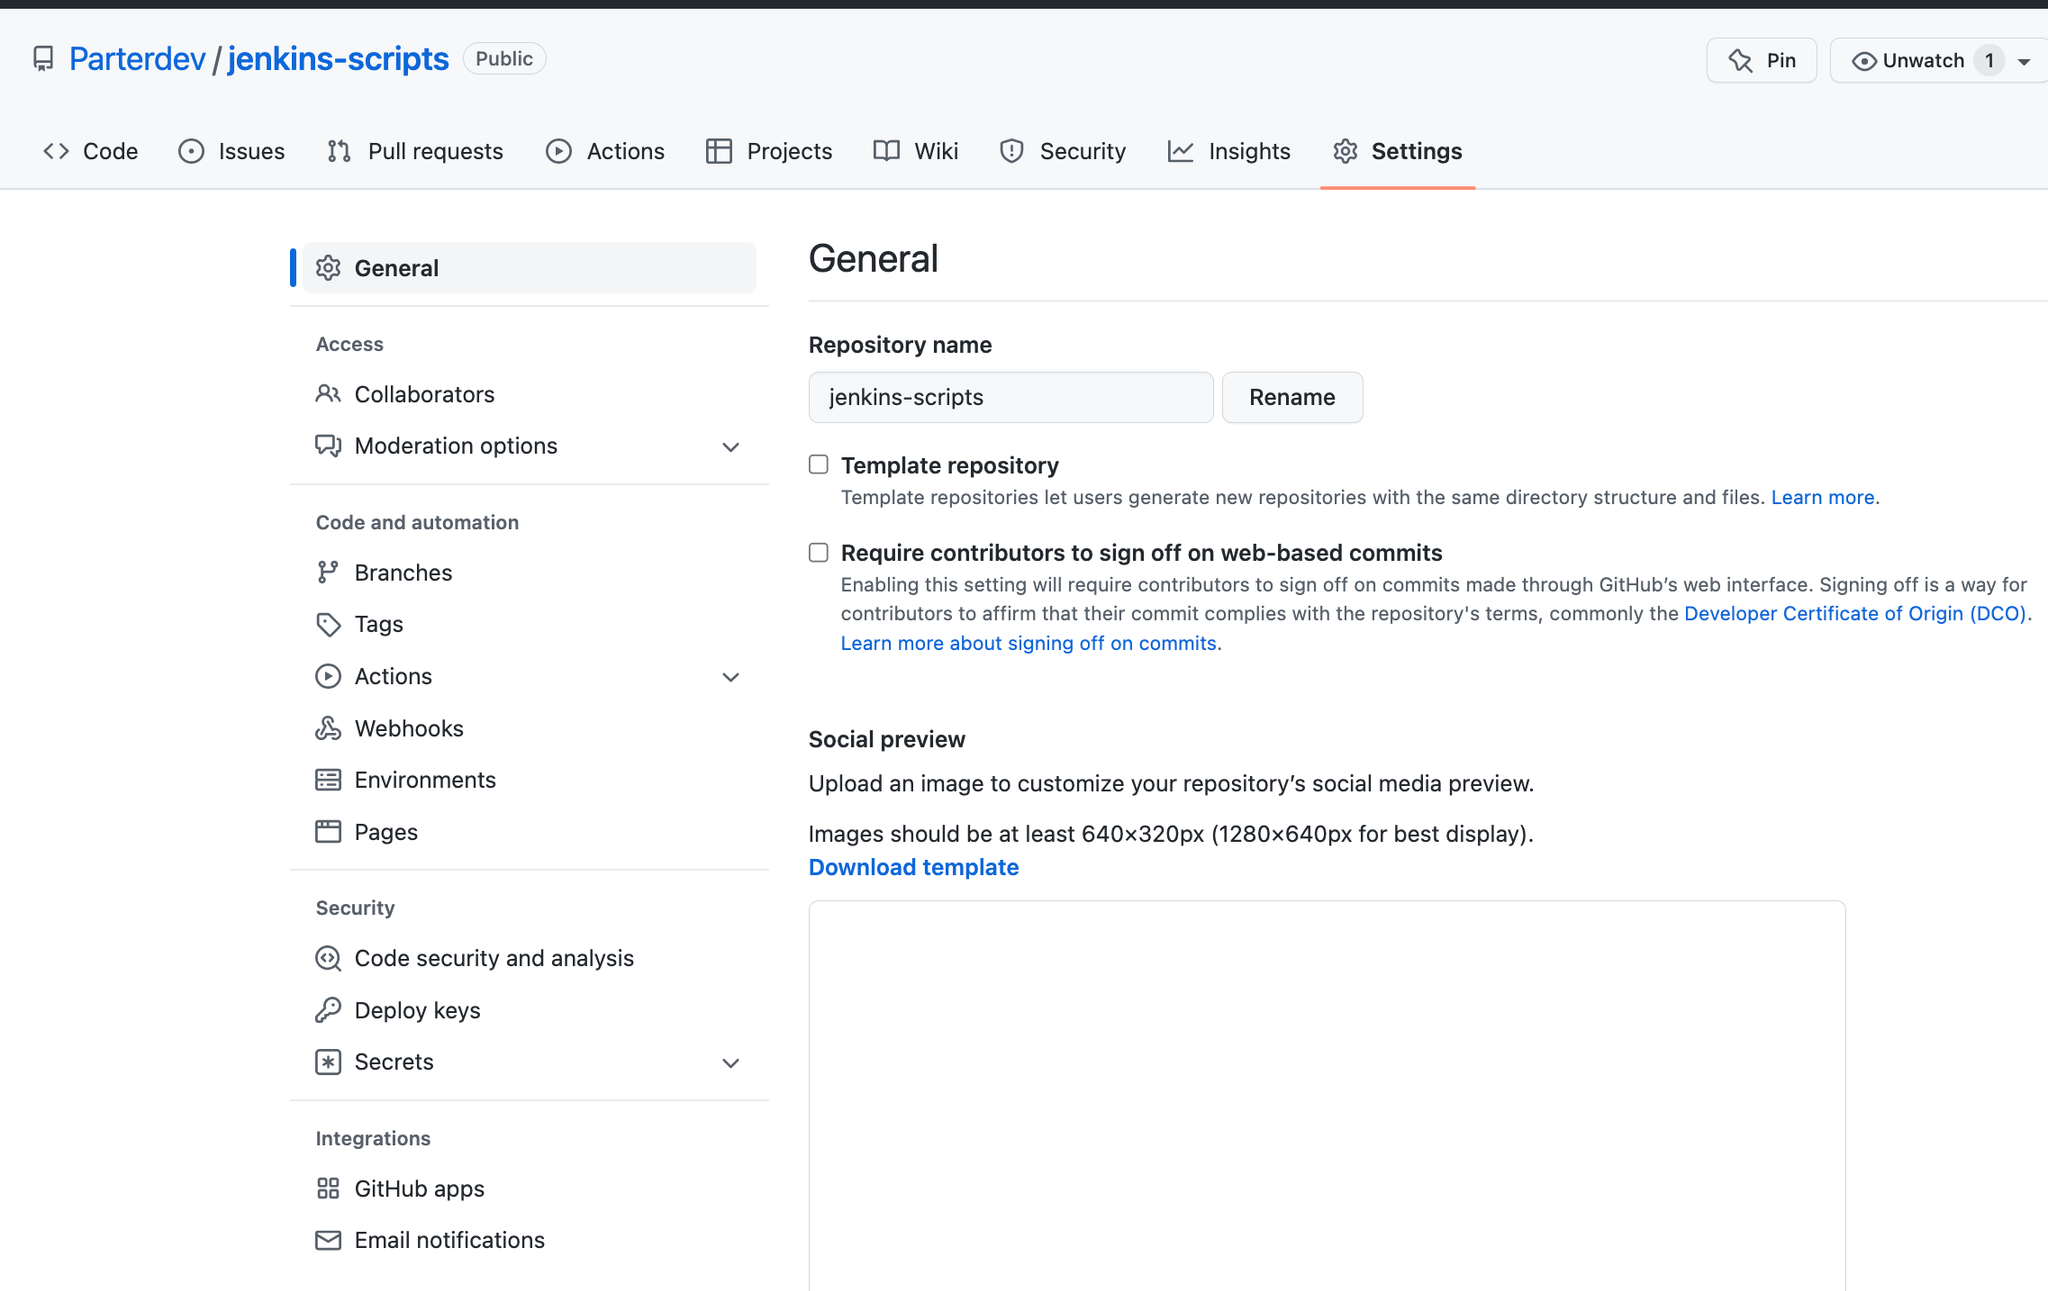 Parterdev / jenkins-scripts Public
Pin
Unwatch 1
Code Issues Pull requests Actions Projects Wiki Security Insights Settings
General
Access
Collaborators
Moderation options
Code and automation
Branches
Tags
Actions
Webhooks
Environments
Pages
Security
Code security and analysis
Deploy keys
Secrets
Integrations
GitHub apps
Email notifications
General
Repository name
jenkins-scripts Rename
Template repository
Template repositories let users generate new repositories with the same directory structure and files. Learn more.
Require contributors to sign off on web-based commits
Enabling this setting will require contributors to sign off on commits made through GitHub’s web interface. Signing off is a way for
contributors to affirm that their commit complies with the repository's terms, commonly the Developer Certificate of Origin (DCO).
Learn more about signing off on commits.
Social preview
Upload an image to customize your repository’s social media preview.
Images should be at least 640×320px (1280×640px for best display).
Download template